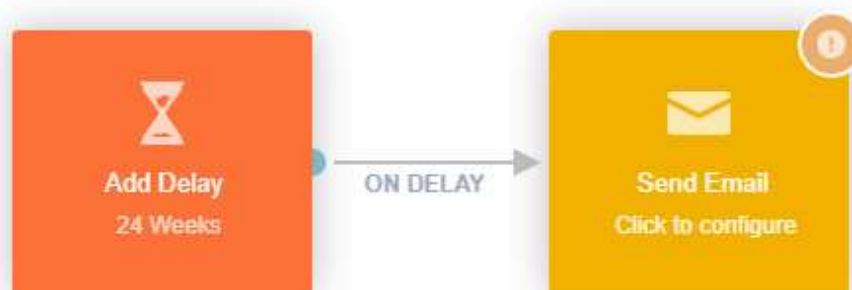 Add Delay
24 Weeks
ON DELAY
Send Email
Click to configure